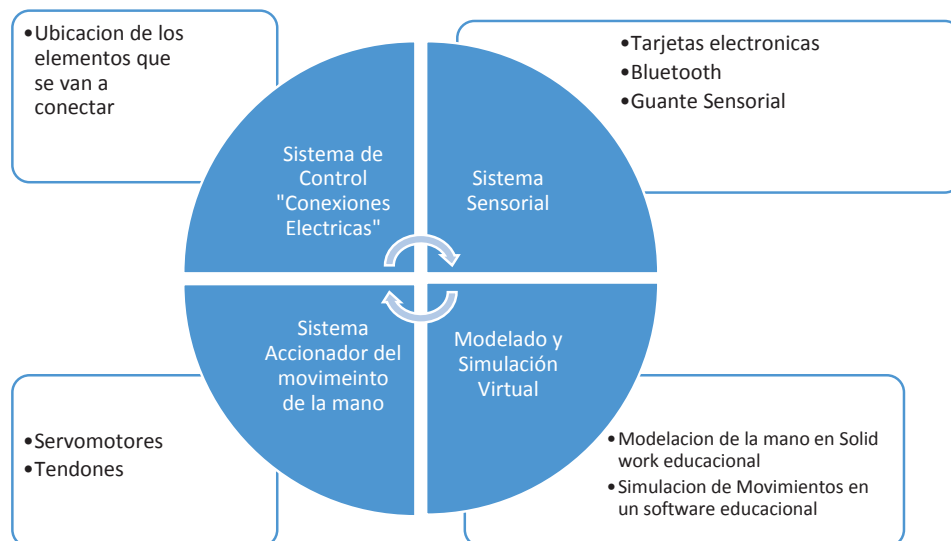 •Ubicacion de los
elementos que
se van a
conectar
•Tarjetas electronicas
•Bluetooth
•Guante Sensorial
Sistema de
Control
"Conexiones
Electricas"
Sistema
Sensorial
Sistema
Accionador del
movimeinto
de la mano
Modelado y
Simulación
Virtual
•Servomotores
•Tendones
•Modelacion de la mano en Solid
work educacional
•Simulacion de Movimientos en
un software educacional